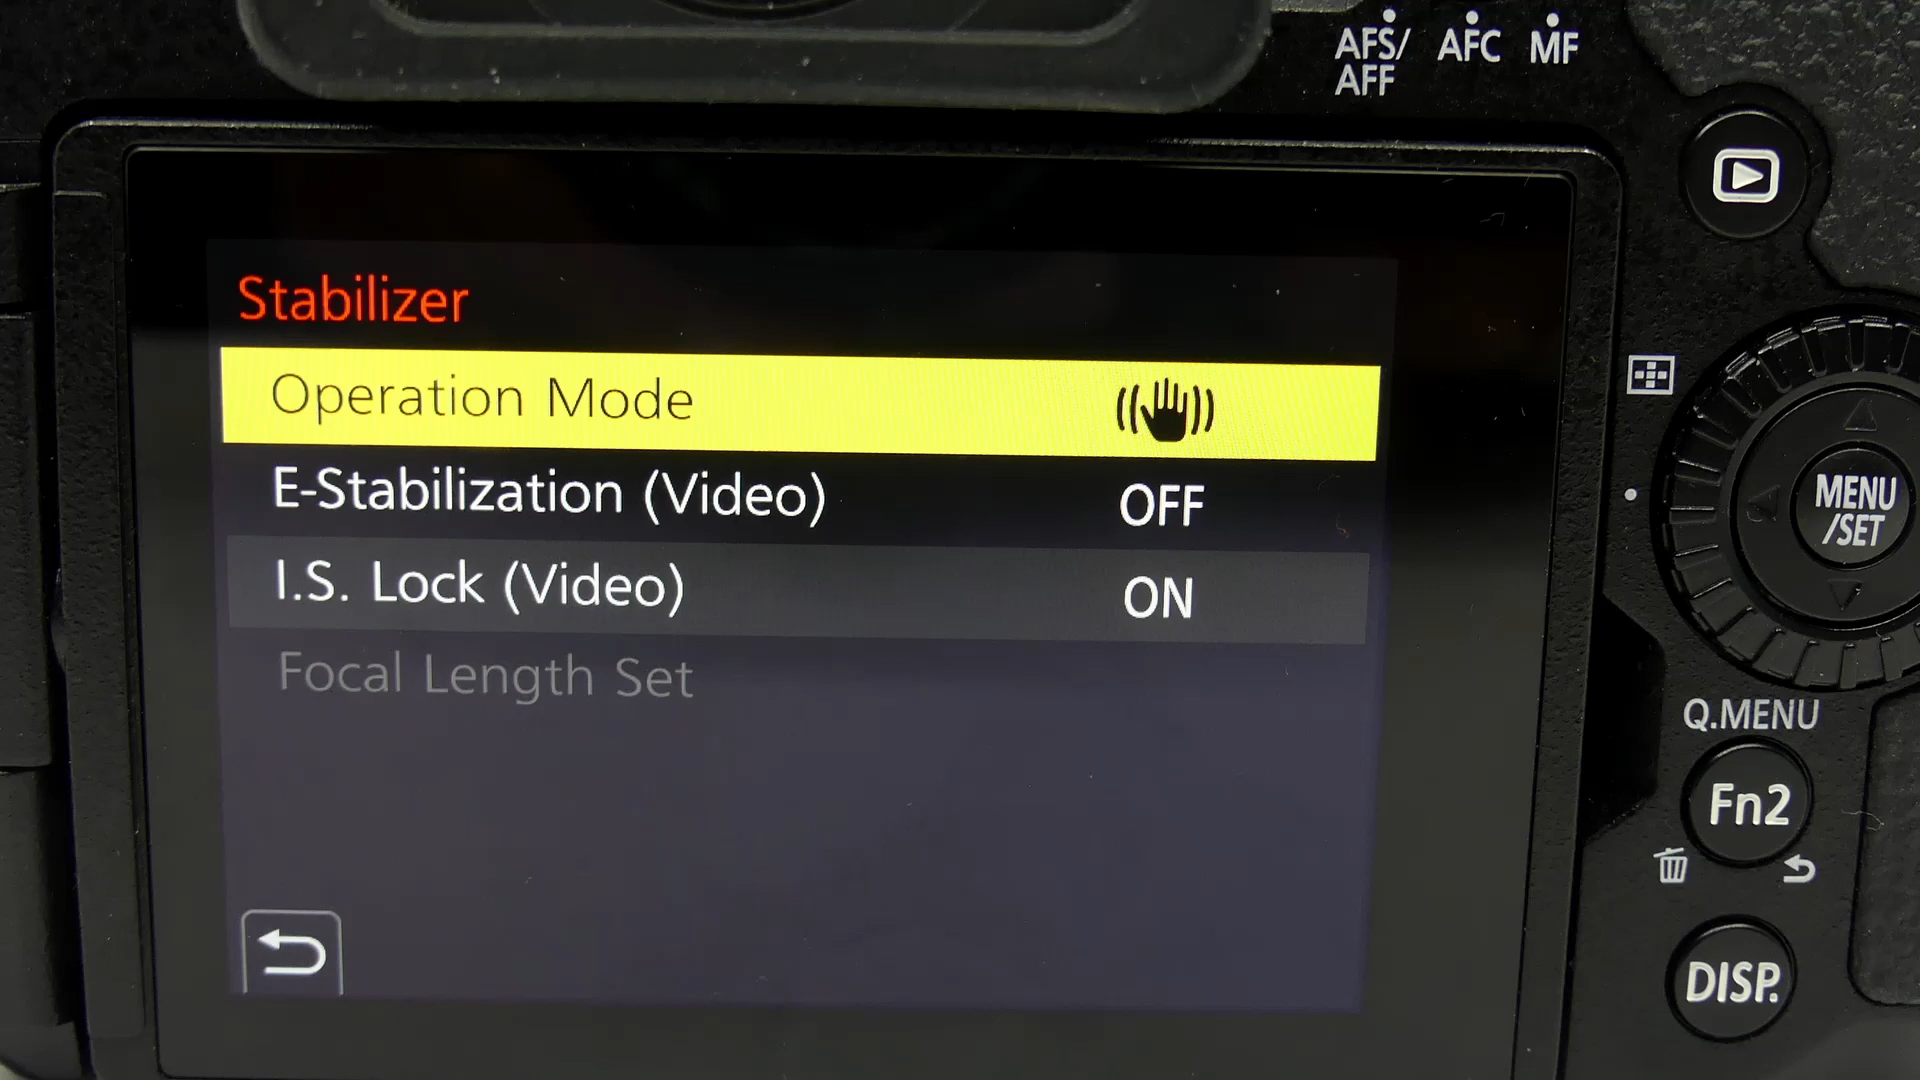 AFS/ AFC MF
AFF
Stabilizer
Operation Mode
E-Stabilization (Video) OFF
I.S. Lock (Video) ON
Focal Length Set
MENU
/SET
Q.MENU
Fn2
DISP.